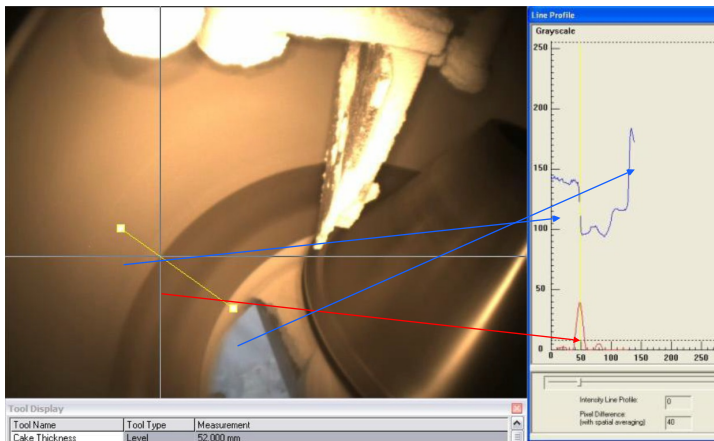 Line Profile
Grayscale
250
200
150
100
50
0
0 50 100 150 200 250
Intensity Line Profile: 0
Pixel Difference:
(with spatial averaging) 40
Tool Display
Tool Name Tool Type Measurement
Cake Thickness Level 52.000 mm